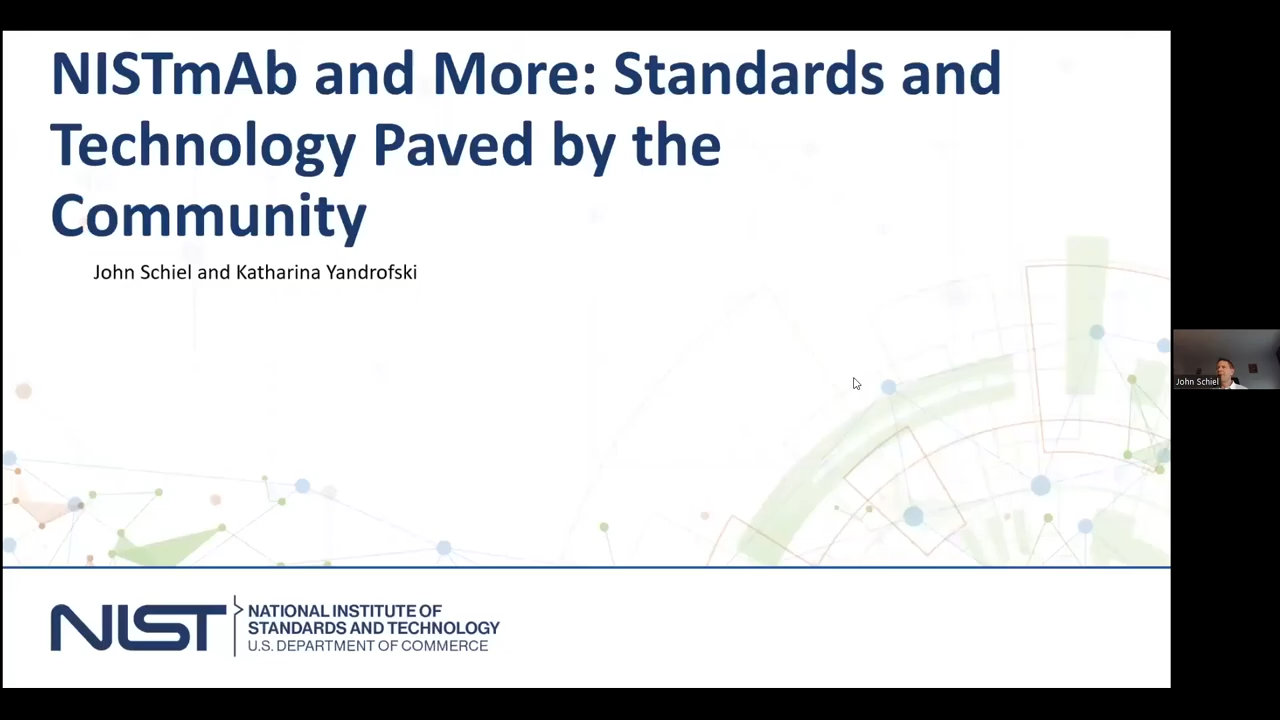 NISTmAb and More: Standards and
Technology Paved by the
Community
John Schiel and Katharina Yandrofski
John Schiel
NIST
NATIONAL INSTITUTE OF
STANDARDS AND TECHNOLOGY
U.S. DEPARTMENT OF COMMERCE